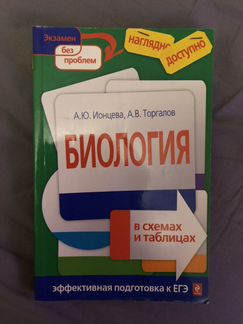 Экзамен
без
проблем
наглядно
доступно
А.Ю. Ионцева, А.В. Торгалов
БИОЛОГИЯ
в схемах
и таблицах
эффективная подготовка к ЕГЭ